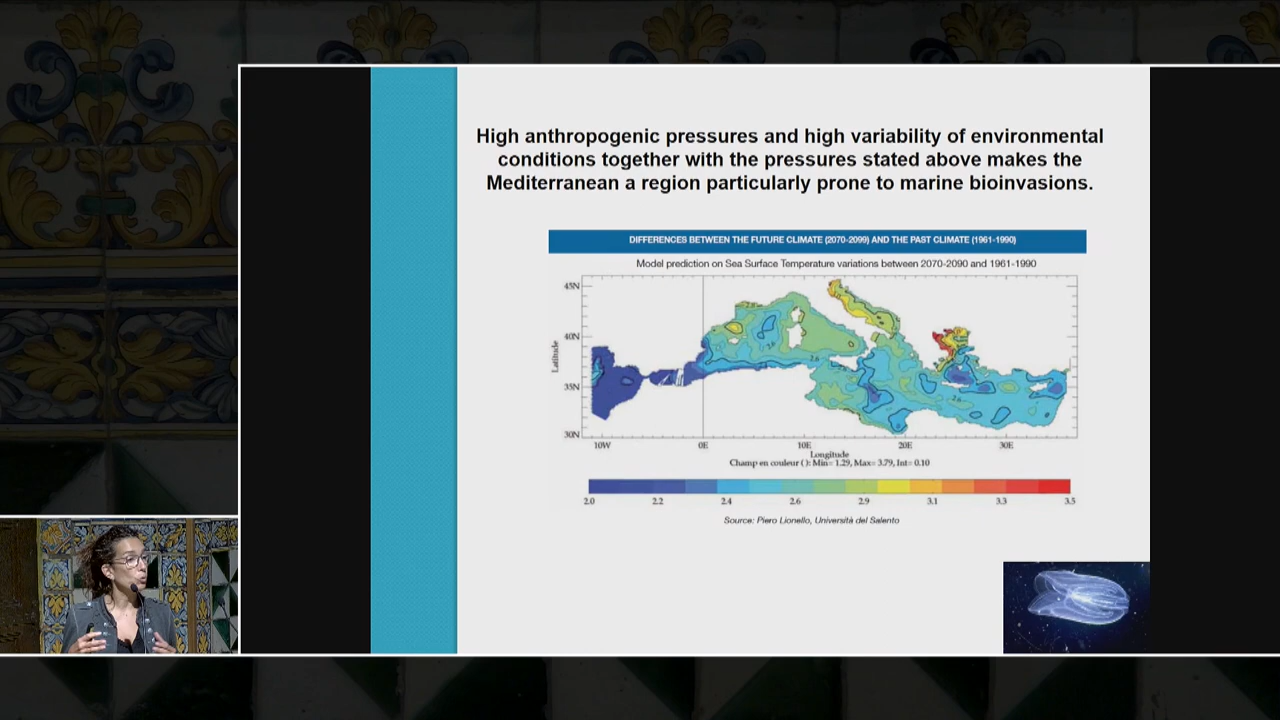 High anthropogenic pressures and high variability of environmental
conditions together with the pressures stated above makes the
Mediterranean a region particularly prone to marine bioinvasions.
DIFFERENCES BETWEEN THE FUTURE CLIMATE (2070-2099) AND THE PAST CLIMATE (1961-1990)
Model prediction on Sea Surface Temperature variations between 2070-2090 and 1961-1990
45N
40N
35N
30N
Latitude
10W 0E 10E 20E 30E
Longitude
Champ en couleur (): Min= 1.29, Max= 3.79, Int= 0.10
2.0 2.2 2.4 2.6 2.9 3.1 3.3 3.5
Source: Piero Lionello, Università del Salento